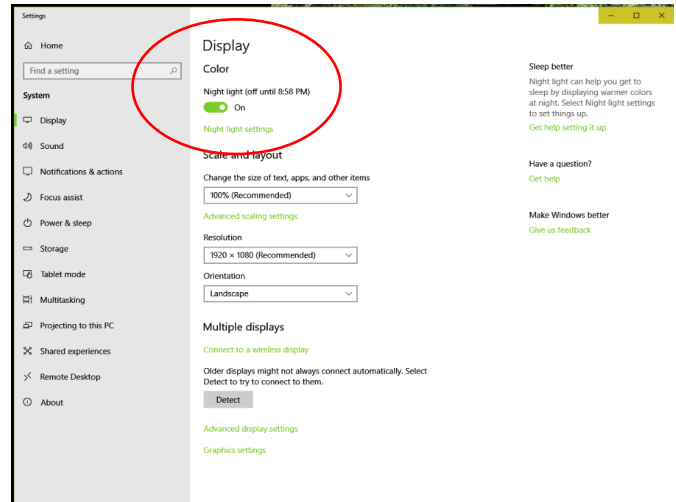 Settings
Home
Find a setting
System
Display
Sound
Notifications & actions
Focus assist
Power & sleep
Storage
Tablet mode
Multitasking
Projecting to this PC
Shared experiences
Remote Desktop
About
Display
Color
Night light (off until 8:58 PM)
On
Night light settings
Scale and layout
Change the size of text, apps, and other items
100% (Recommended)
Advanced scaling settings
Resolution
1920 × 1080 (Recommended)
Orientation
Landscape
Multiple displays
Connect to a wireless display
Older displays might not always connect automatically. Select
Detect to try to connect to them.
Detect
Advanced display settings
Graphics settings
Sleep better
Night light can help you get to
sleep by displaying warmer colors
at night. Select Night light settings
to set things up.
Get help setting it up
Have a question?
Get help
Make Windows better
Give us feedback